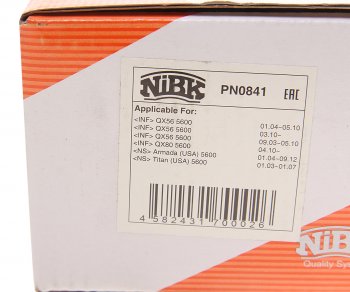 NiBK PN0841 EAC
Applicable For:
<INF> QX56 5600 01.04-05.10
<INF> QX56 5600 03.10-
<INF> QX56 5600 09.03-05.10
<INF> QX80 5600 04.10-
<NS> Armada (USA) 5600 01.04-09.12
<NS> Titan (USA) 5600 01.03-01.07
4 582431 700026
NiBK
Quality Sys